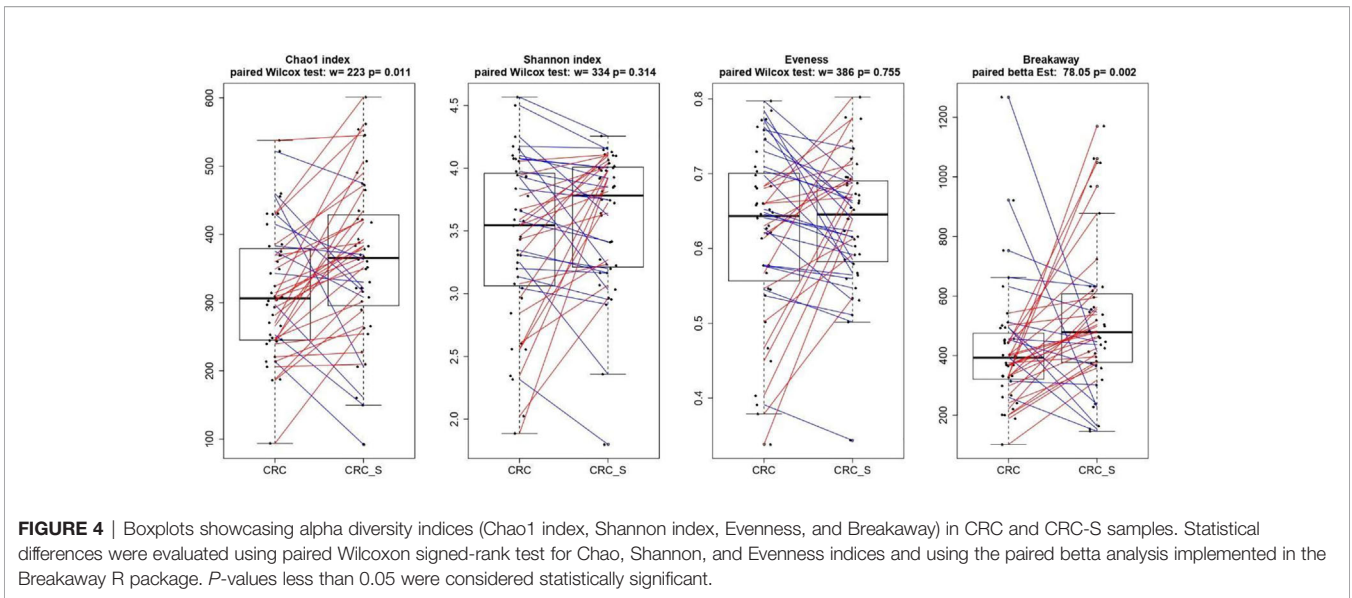 Chao1 index
paired Wilcox test: w= 223 p= 0.011
600
500
400
300
200
100
CRC
CRC_S
Shannon index
paired Wilcox test: w= 334 p= 0.314
4.5
4.0
3.5
3.0
2.5
2.0
CRC
CRC_S
Eveness
paired Wilcox test: w= 386 p= 0.755
0.8
0.7
0.6
0.5
0.4
CRC
CRC_S
Breakaway
paired betta Est: 78.05 p= 0.002
1200
1000
800
600
400
200
CRC
CRC_S
FIGURE 4 | Boxplots showcasing alpha diversity indices (Chao1 index, Shannon index, Evenness, and Breakaway) in CRC and CRC-S samples. Statistical
differences were evaluated using paired Wilcoxon signed-rank test for Chao, Shannon, and Evenness indices and using the paired betta analysis implemented in the
Breakaway R package. P-values less than 0.05 were considered statistically significant.